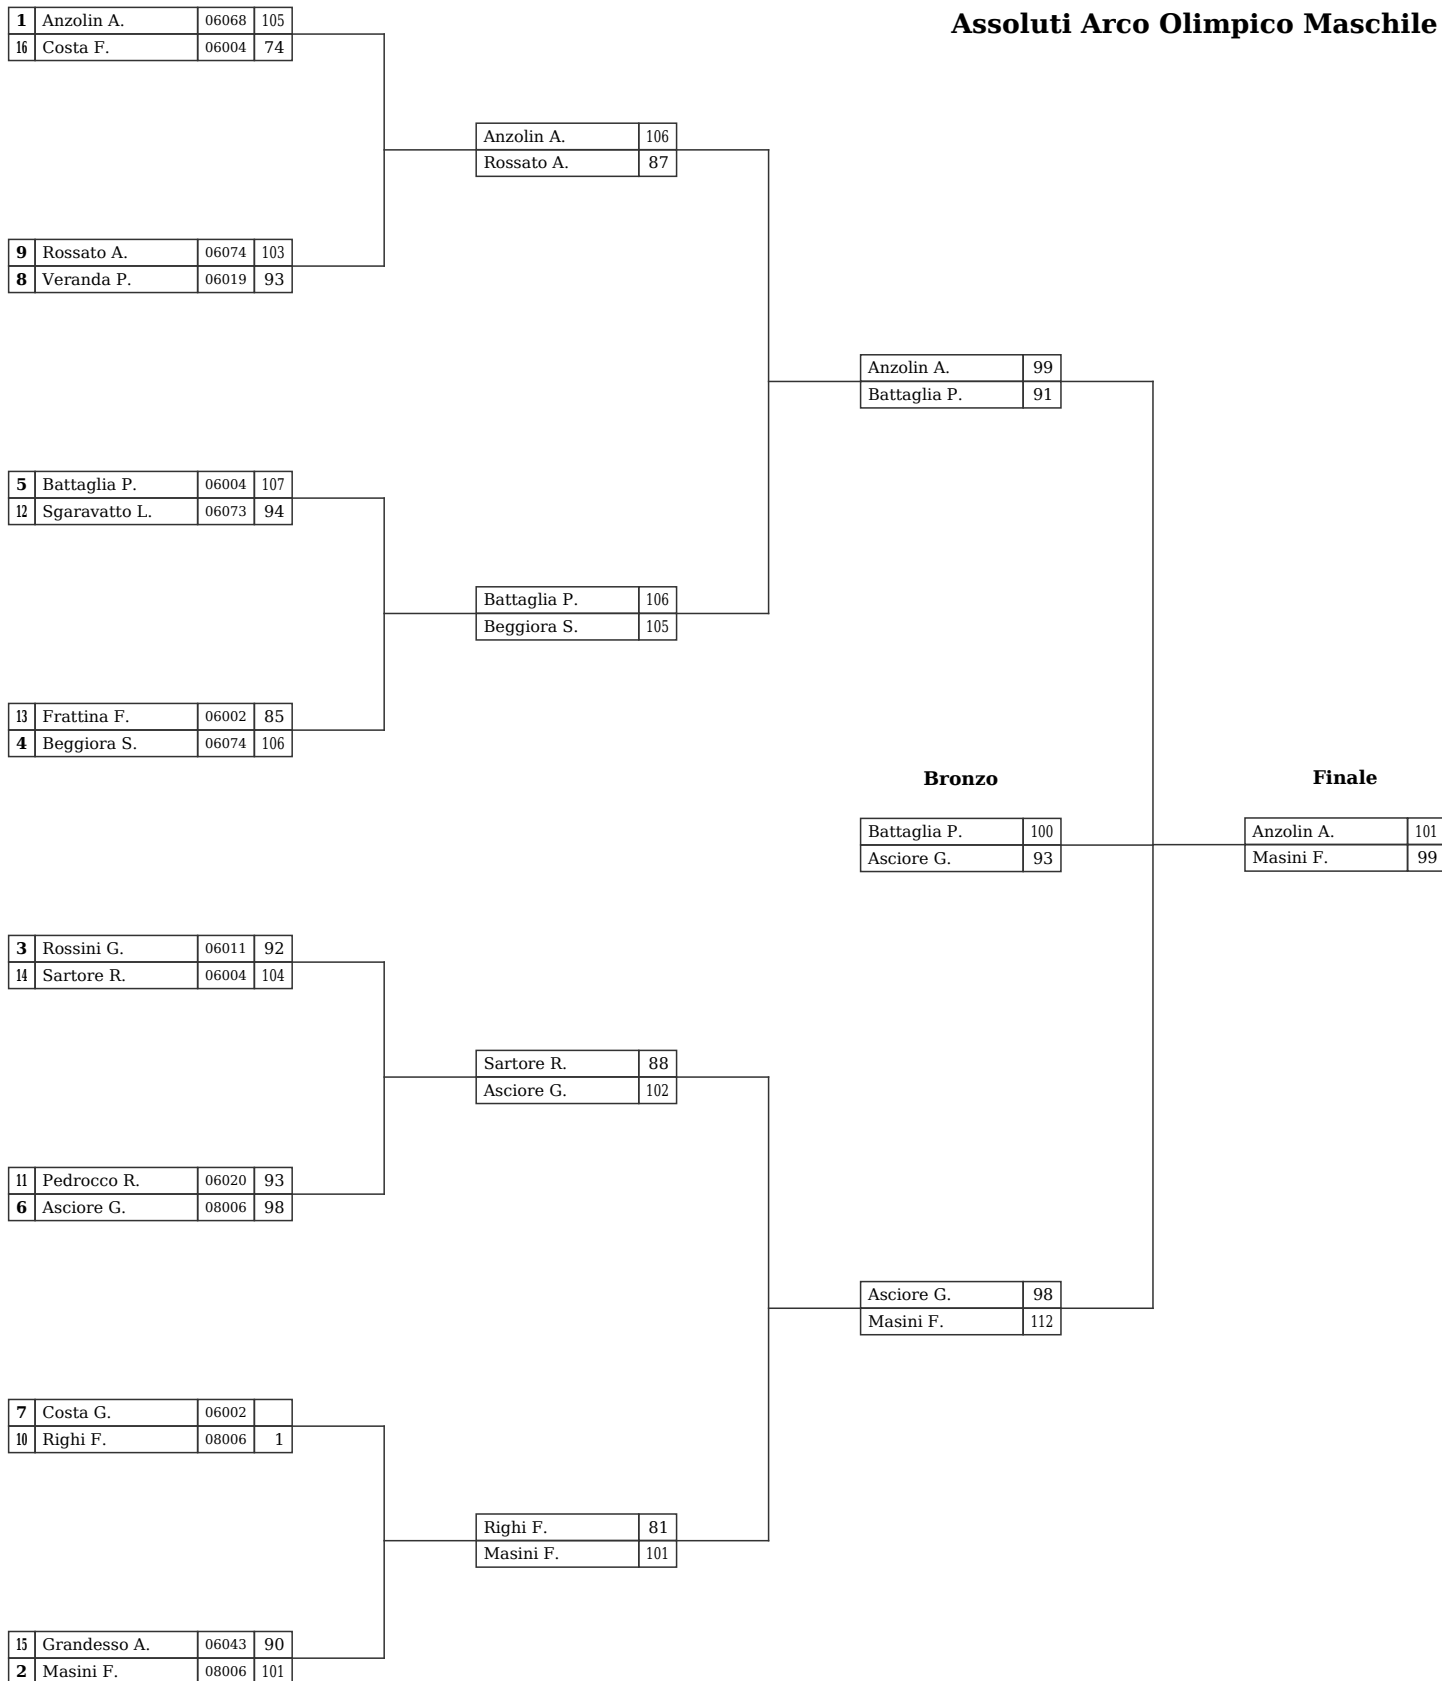 Assoluti Arco Olimpico Maschile
1 Anzolin A. 06068 105
16 Costa F. 06004 74
Anzolin A. 106
Rossato A. 87
9 Rossato A. 06074 103
8 Veranda P. 06019 93
Anzolin A. 99
Battaglia P. 91
5 Battaglia P. 06004 107
12 Sgaravatto L. 06073 94
Battaglia P. 106
Beggiora S. 105
13 Frattina F. 06002 85
4 Beggiora S. 06074 106
Bronzo Finale
Battaglia P. 100 Anzolin A. 101
Asciore G. 93 Masini F. 99
3 Rossini G. 06011 92
14 Sartore R. 06004 104
Sartore R. 88
Asciore G. 102
11 Pedrocco R. 06020 93
6 Asciore G. 08006 98
Asciore G. 98
Masini F. 112
7 Costa G. 06002
10 Righi F. 08006 1
Righi F. 81
Masini F. 101
15 Grandesso A. 06043 90
2 Masini F. 08006 101